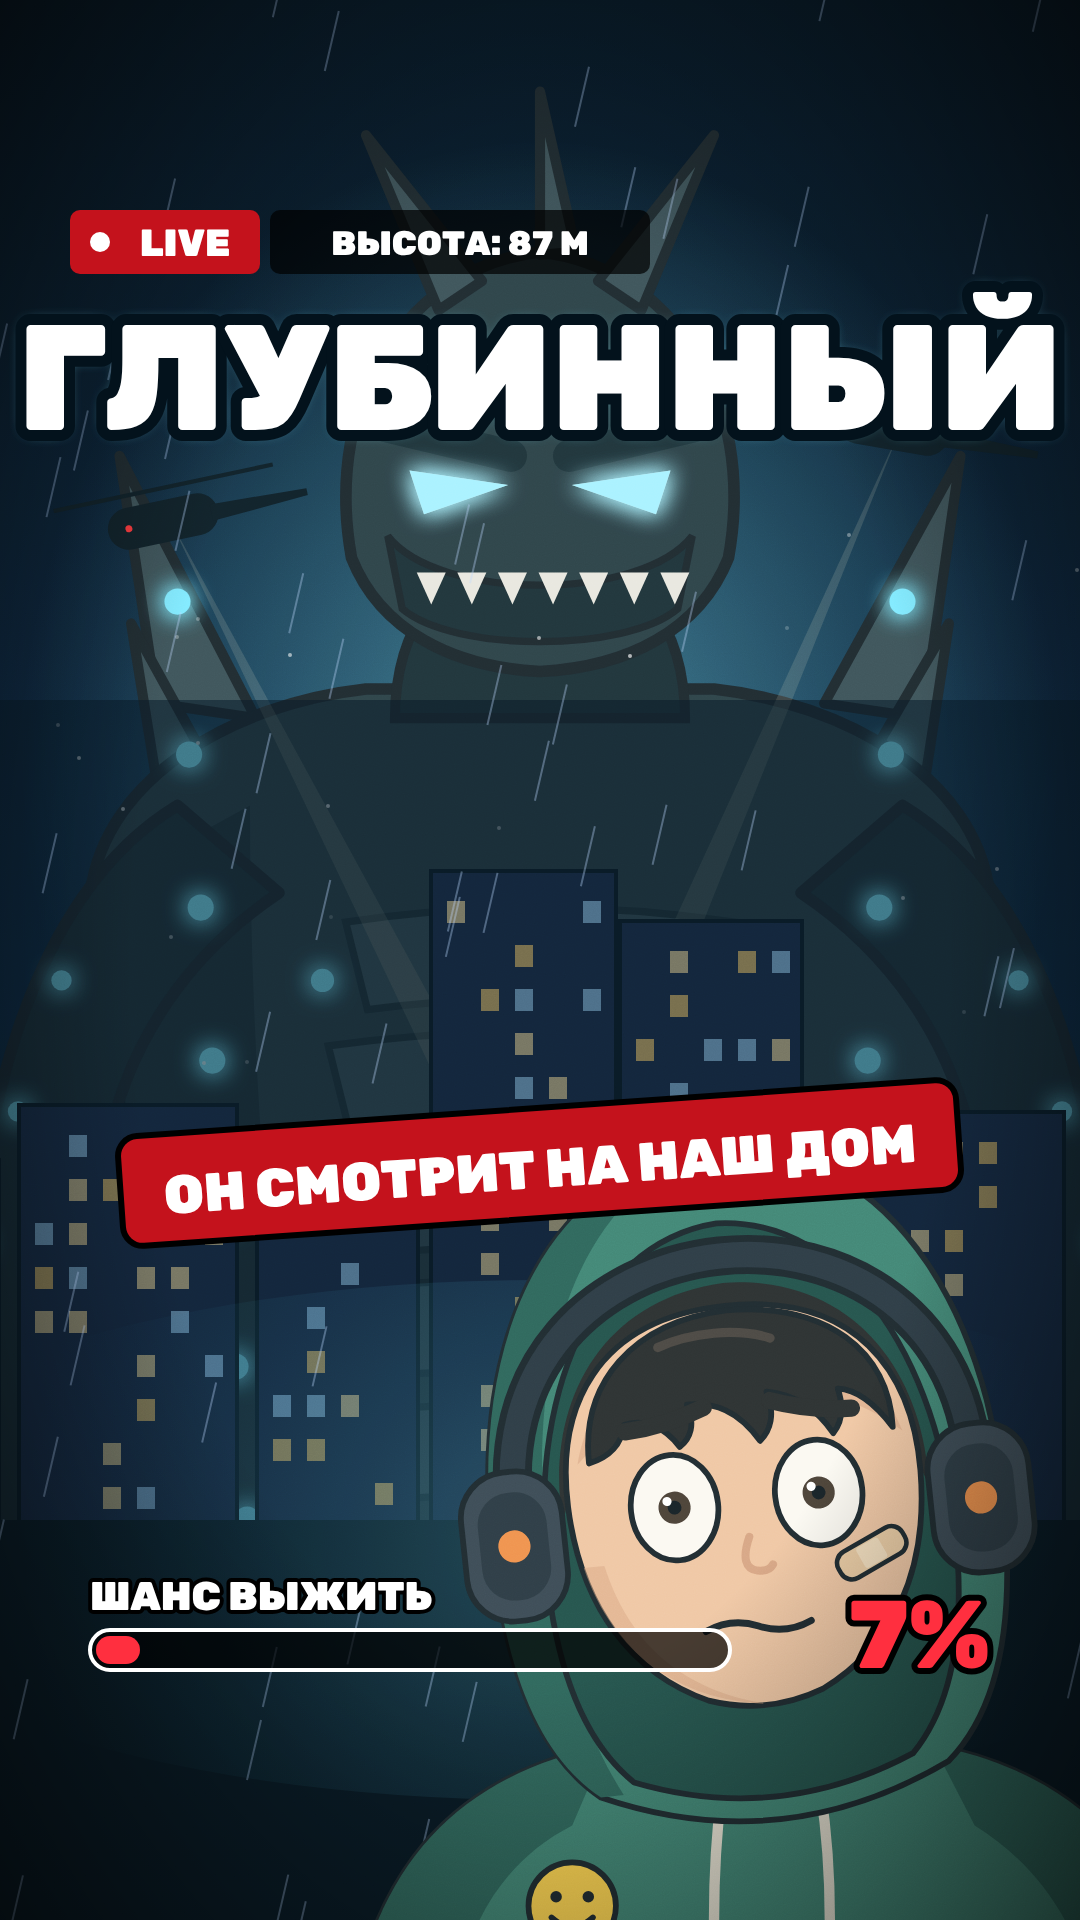 LIVE
ВЫСОТА: 87 М
ГЛУБИННЫЙ
ОН СМОТРИТ НА НАШ ДОМ
ШАНС ВЫЖИТЬ
7%